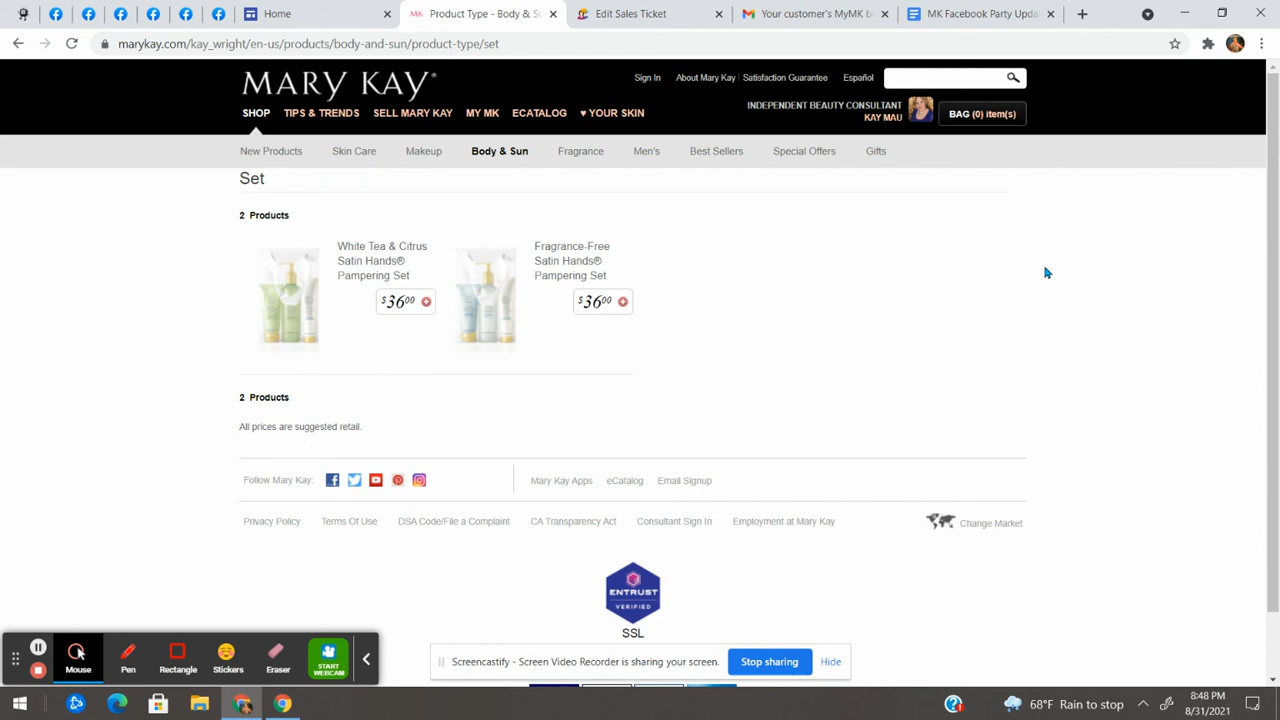 Home
Product Type - Body & Su
Edit Sales Ticket
Your customer's MyMK b
MK Facebook Party Upda
marykay.com/kay_wright/en-us/products/body-and-sun/product-type/set
MARY KAY®
Sign In
About Mary Kay
Satisfaction Guarantee
Español
SHOP
TIPS & TRENDS
SELL MARY KAY
MY MK
ECATALOG
♥ YOUR SKIN
INDEPENDENT BEAUTY CONSULTANT
KAY MAU
BAG (0) item(s)
New Products
Skin Care
Makeup
Body & Sun
Fragrance
Men's
Best Sellers
Special Offers
Gifts
Set
2 Products
White Tea & Citrus
Satin Hands®
Pampering Set
$3600
Fragrance-Free
Satin Hands®
Pampering Set
$3600
2 Products
All prices are suggested retail.
Follow Mary Kay:
Mary Kay Apps
eCatalog
Email Signup
Privacy Policy
Terms Of Use
DSA Code/File a Complaint
CA Transparency Act
Consultant Sign In
Employment at Mary Kay
Change Market
ENTRUST
VERIFIED
SSL
Mouse
Pen
Rectangle
Stickers
Eraser
START
WEBCAM
Screencastify - Screen Video Recorder is sharing your screen.
Stop sharing
Hide
68°F Rain to stop
8:48 PM
8/31/2021